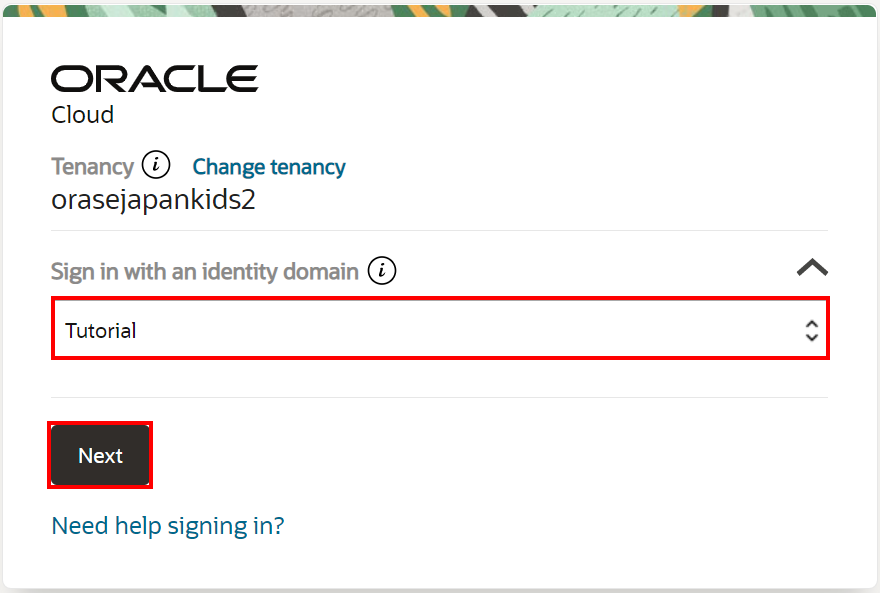 ORACLE
Cloud
Tenancy i Change tenancy
orasejapankids2
Sign in with an identity domain i
Tutorial
Next
Need help signing in?